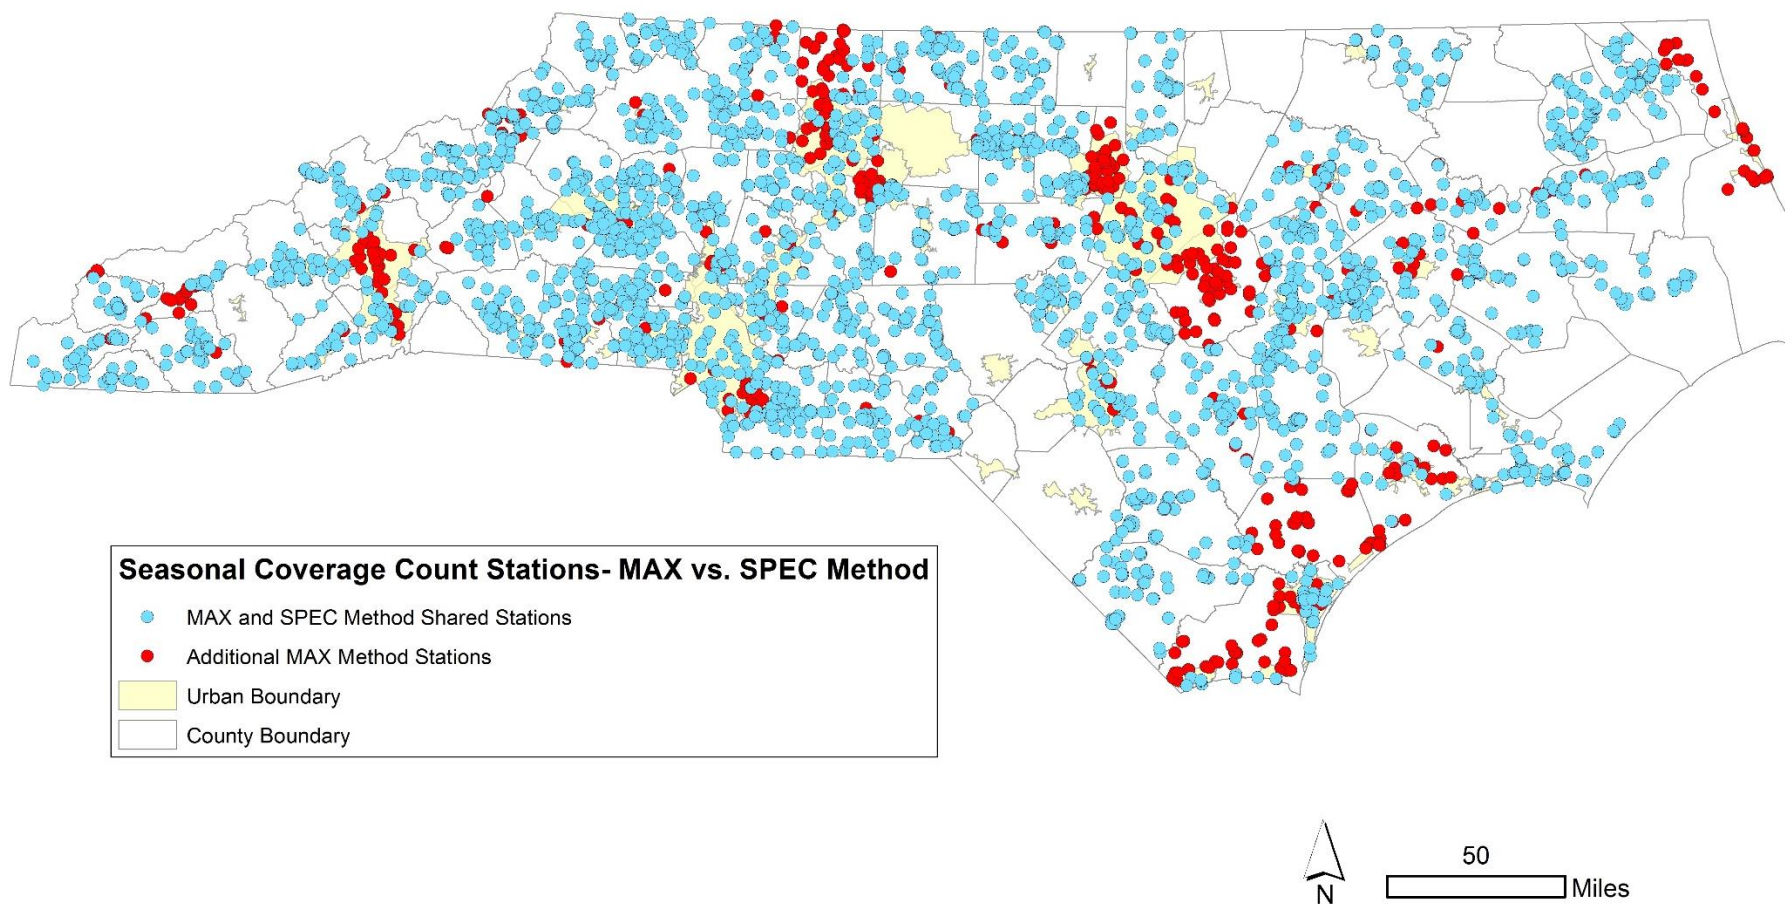 Seasonal Coverage Count Stations- MAX vs. SPEC Method
MAX and SPEC Method Shared Stations
Additional MAX Method Stations
Urban Boundary
County Boundary
N
50
Miles